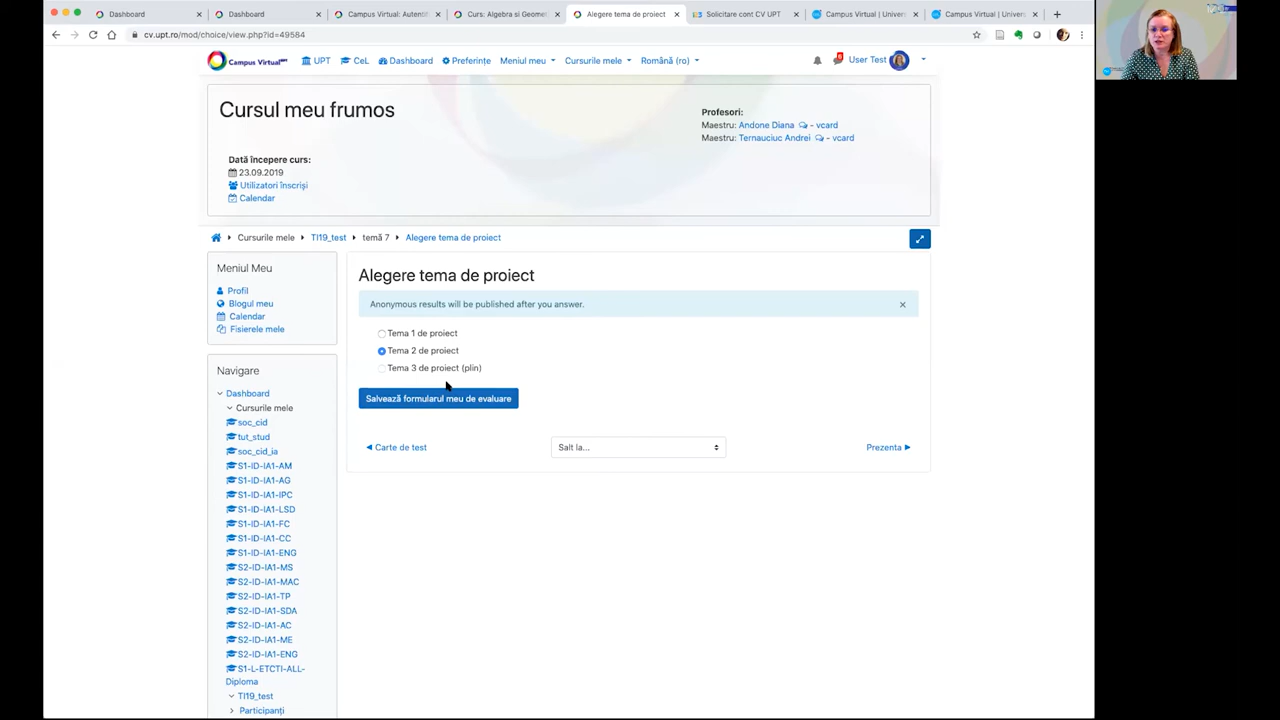 Dashboard
Dashboard
Campus Virtual: Autentifi
Curs: Algebra si Geomet
Alegere tema de proiect
Solicitare cont CV UPT
Campus Virtual | Univers
Campus Virtual | Univers
cv.upt.ro/mod/choice/view.php?id=49584
Campus Virtual UPT CeL Dashboard Preferințe Meniul meu Cursurile mele Română (ro) User Test
Cursul meu frumos
Profesori:
Maestru: Andone Diana - vcard
Maestru: Ternauciuc Andrei - vcard
Dată începere curs:
23.09.2019
Utilizatori înscriși
Calendar
Cursurile mele TI19_test temă 7 Alegere tema de proiect
Meniul Meu
Profil
Blogul meu
Calendar
Fisierele mele
Alegere tema de proiect
Anonymous results will be published after you answer.
Tema 1 de proiect
Tema 2 de proiect
Tema 3 de proiect (plin)
Salvează formularul meu de evaluare
Carte de test
Salt la...
Prezenta
Navigare
Dashboard
Cursurile mele
soc_cid
tut_stud
soc_cid_ia
S1-ID-IA1-AM
S1-ID-IA1-AG
S1-ID-IA1-IPC
S1-ID-IA1-LSD
S1-ID-IA1-FC
S1-ID-IA1-CC
S1-ID-IA1-ENG
S2-ID-IA1-MS
S2-ID-IA1-MAC
S2-ID-IA1-TP
S2-ID-IA1-SDA
S2-ID-IA1-AC
S2-ID-IA1-ME
S2-ID-IA1-ENG
S1-L-ETCTI-ALL-
Diploma
TI19_test
Participanți